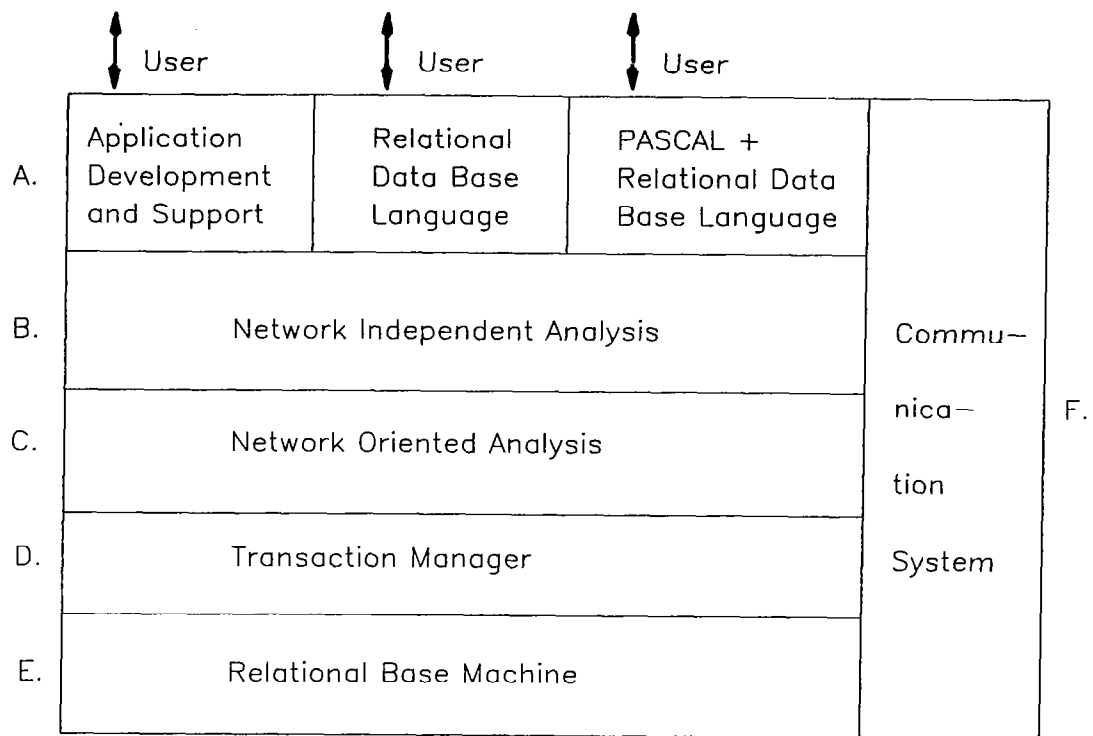 User
User
User
A.
Application
Development
and Support
Relational
Data Base
Language
PASCAL +
Relational Data
Base Language
B.
Network Independent Analysis
C.
Network Oriented Analysis
D.
Transaction Manager
E.
Relational Base Machine
Commu–
nica–
tion
System
F.